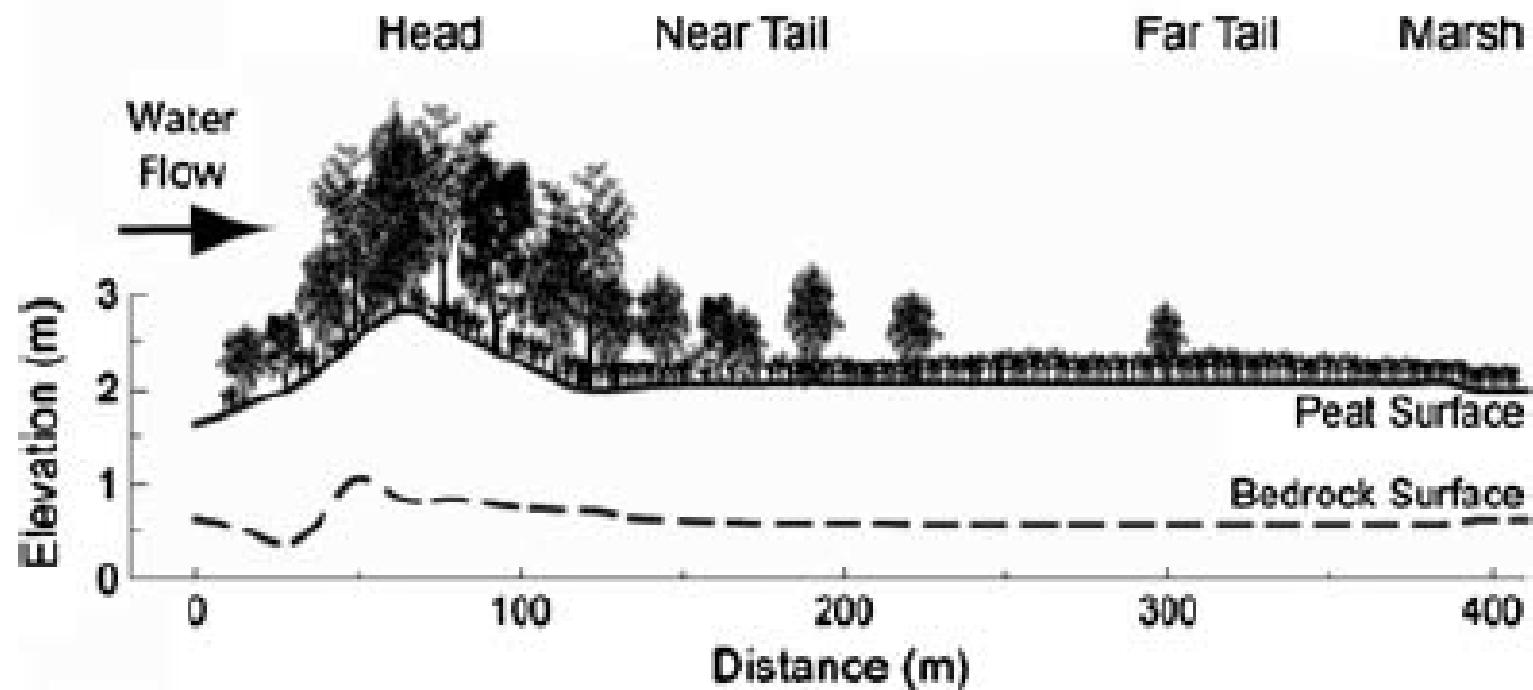 Head Near Tail Far Tail Marsh
Water
Flow
3
2
1
0
Elevation (m)
Peat Surface
Bedrock Surface
0 100 200 300 400
Distance (m)